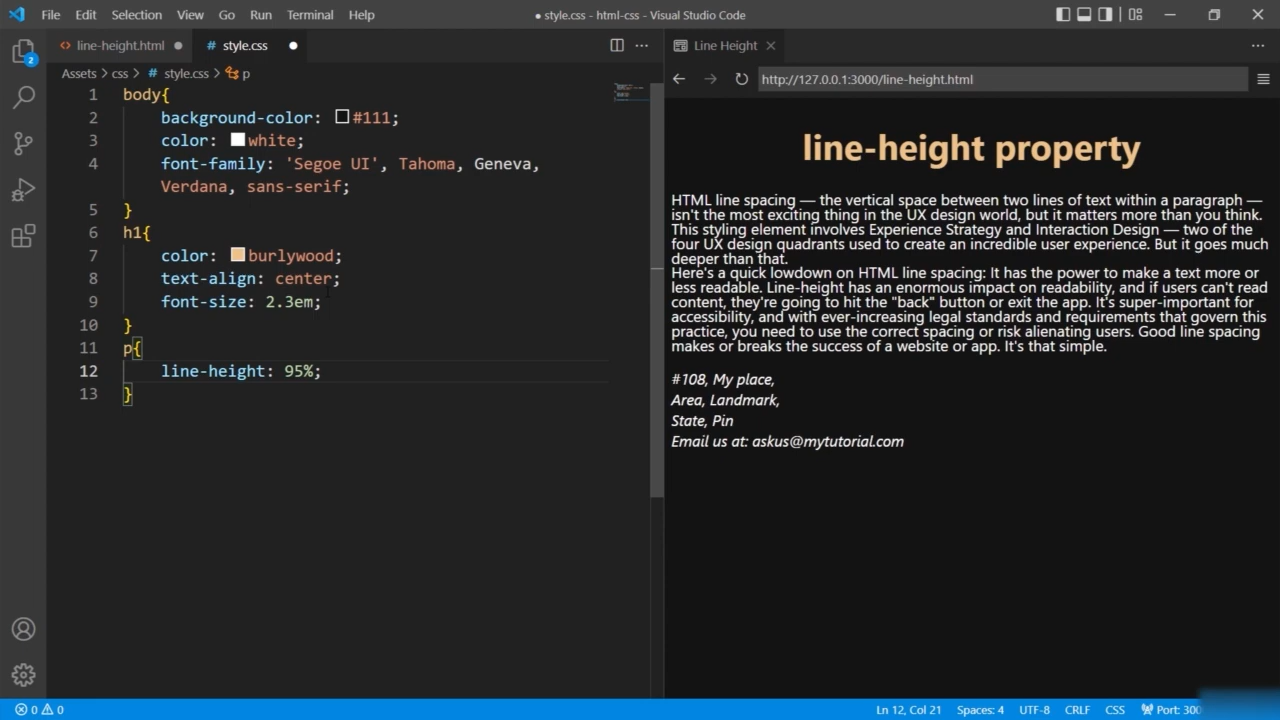 File Edit Selection View Go Run Terminal Help
● style.css - html-css - Visual Studio Code
line-height.html
# style.css
Line Height
Assets > css > # style.css > p
http://127.0.0.1:3000/line-height.html
2
1 body{
2 background-color: #111;
3 color: white;
4 font-family: 'Segoe UI', Tahoma, Geneva,
Verdana, sans-serif;
5 }
6 h1{
7 color: burlywood;
8 text-align: center;
9 font-size: 2.3em;
10 }
11 p{
12 line-height: 95%;
13 }
line-height property
HTML line spacing — the vertical space between two lines of text within a paragraph —
isn't the most exciting thing in the UX design world, but it matters more than you think.
This styling element involves Experience Strategy and Interaction Design — two of the
four UX design quadrants used to create an incredible user experience. But it goes much
deeper than that.
Here's a quick lowdown on HTML line spacing: It has the power to make a text more or
less readable. Line-height has an enormous impact on readability, and if users can't read
content, they're going to hit the "back" button or exit the app. It's super-important for
accessibility, and with ever-increasing legal standards and requirements that govern this
practice, you need to use the correct spacing or risk alienating users. Good line spacing
makes or breaks the success of a website or app. It's that simple.
#108, My place,
Area, Landmark,
State, Pin
Email us at: askus@mytutorial.com
0 0
Ln 12, Col 21 Spaces: 4 UTF-8 CRLF CSS Port: 300